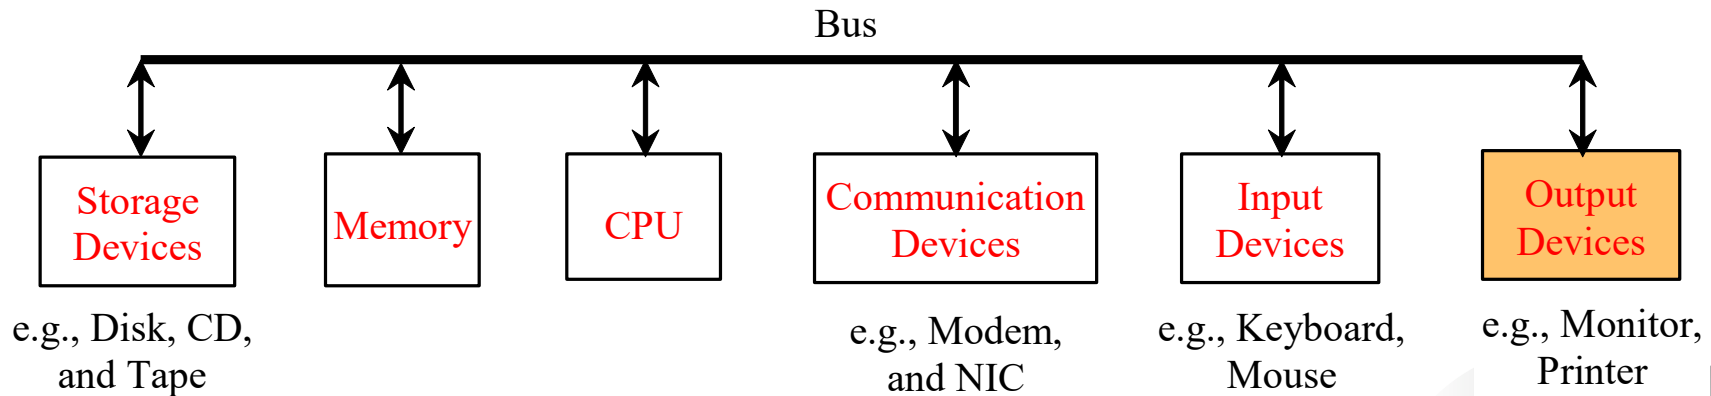 Bus
Storage
Devices
Memory
CPU
Communication
Devices
Input
Devices
Output
Devices
e.g., Disk, CD,
and Tape
e.g., Modem,
and NIC
e.g., Keyboard,
Mouse
e.g., Monitor,
Printer